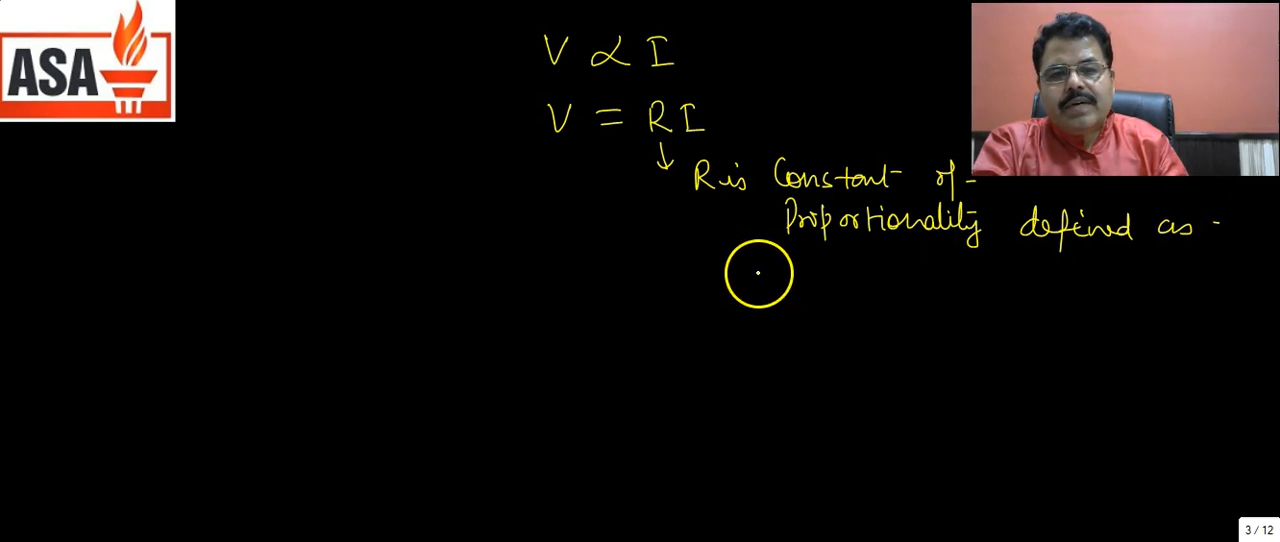 ASA
V ∝ I
V = RI
↓
R is Constant of
Proportionality defined as -
3 / 12